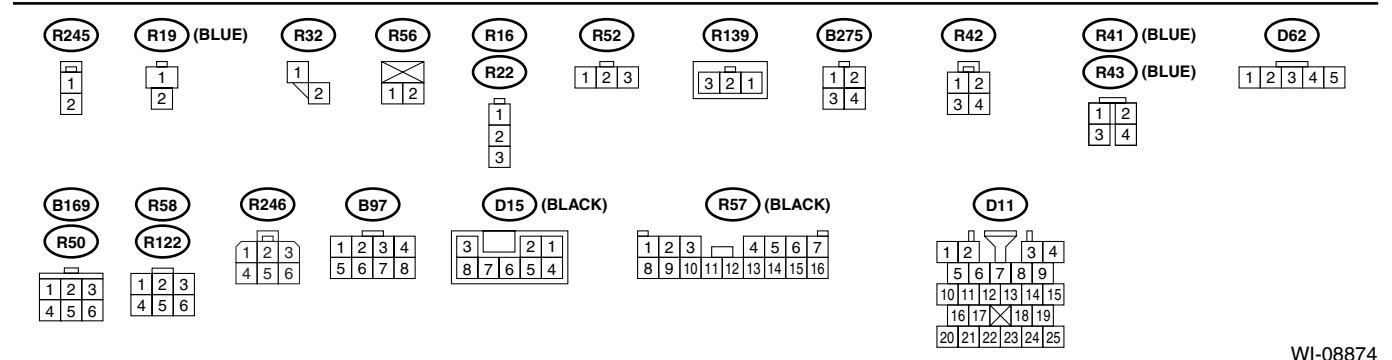 R245 R19 (BLUE) R32 R56 R16 R52 R139 B275 R42 R41 (BLUE) D62
R22 R43 (BLUE)
1 1 1 1 2 1 2 3 3 2 1 1 2 1 2 1 2 3 4 5
2 2 2 3 4 3 4
1 1 2
2 3 4
3
B169 R58 R246 B97 D15 (BLACK) R57 (BLACK) D11
R50 R122
1 2 3 1 2 3 4 3 2 1 1 2 3 4 5 6 7 1 2 3 4
4 5 6 5 6 7 8 8 7 6 5 4 8 9 10 11 12 13 14 15 16 5 6 7 8 9
1 2 3 1 2 3 10 11 12 13 14 15
4 5 6 4 5 6 16 17 18 19
20 21 22 23 24 25
WI-08874